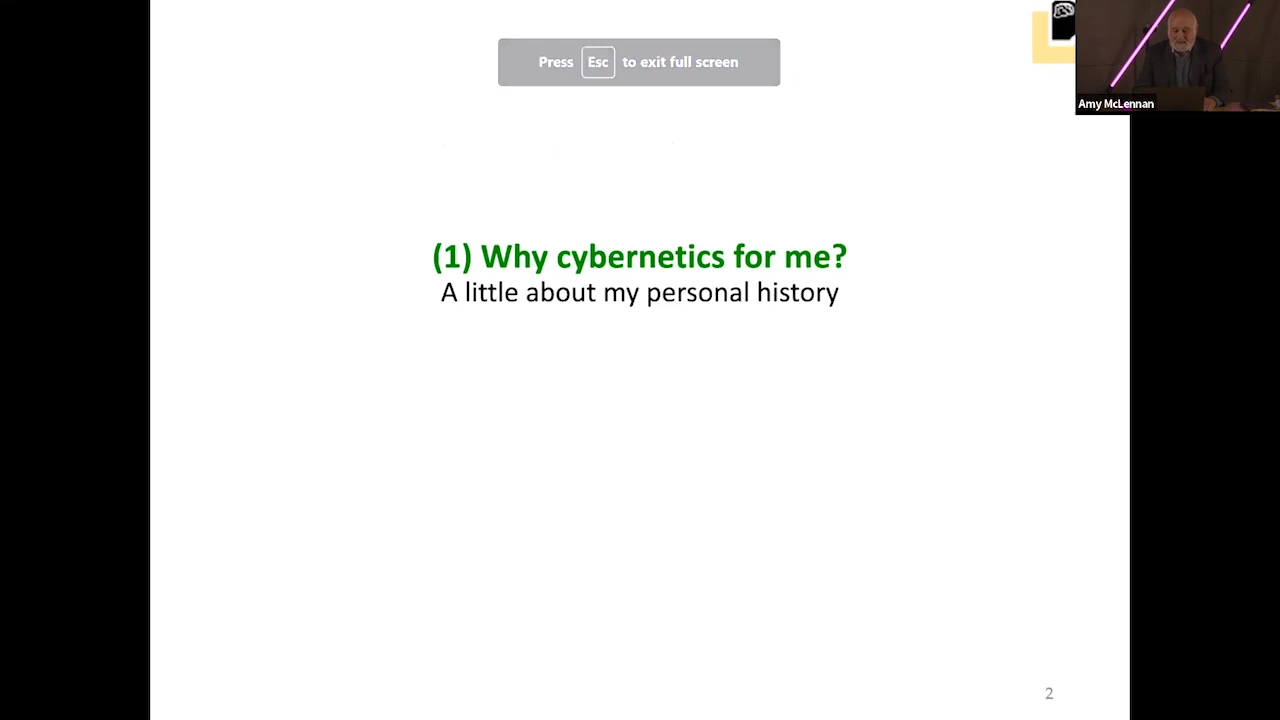 Press Esc to exit full screen
Amy McLennan
(1) Why cybernetics for me?
A little about my personal history
2